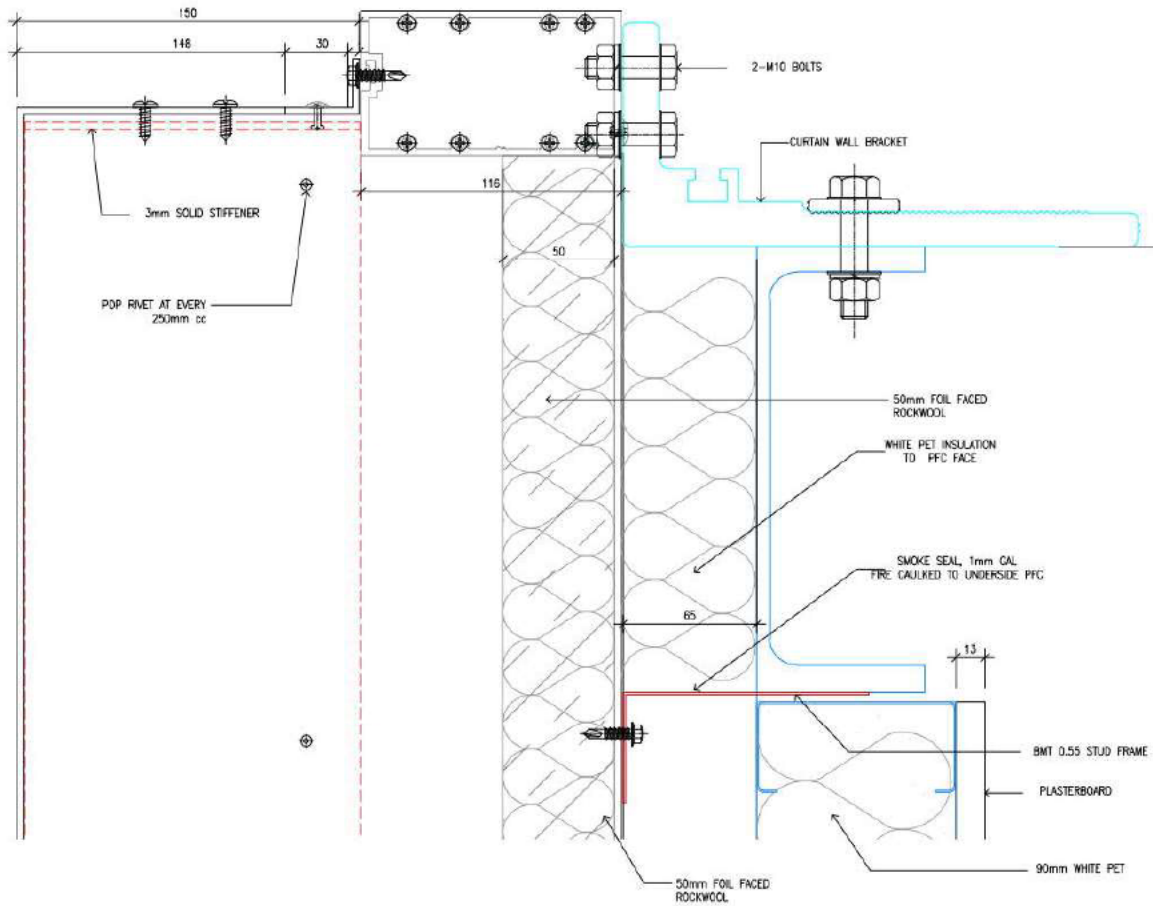 150
148
30
2-M10 BOLTS
CURTAIN WALL BRACKET
116
3mm SOLID STIFFENER
50
POP RIVET AT EVERY
250mm cc
50mm FOIL FACED
ROCKWOOL
WHITE PET INSULATION
TO PFC FACE
SMOKE SEAL, 1mm GAL
FIRE CAULKED TO UNDERSIDE PFC
65
13
BMT 0.55 STUD FRAME
PLASTERBOARD
90mm WHITE PET
50mm FOIL FACED
ROCKWOOL